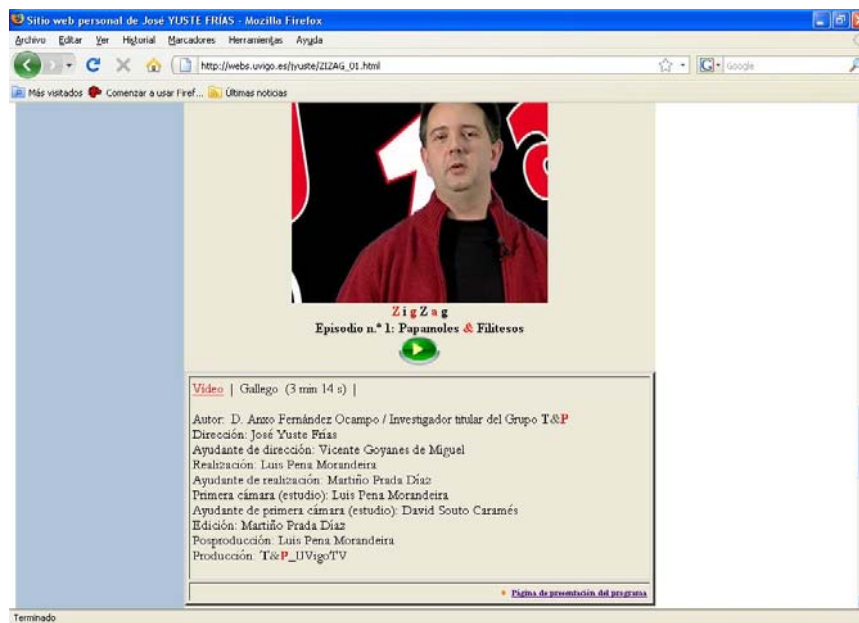 Sitio web personal de José YUSTE FRÍAS - Mozilla Firefox
Archivo Editar Ver Historial Marcadores Herramientas Ayuda
http://webs.uvigo.es/jyuste/ZIZAG_01.html
Google
Más visitados Comenzar a usar Firef... Últimas noticias
ZigZag
Episodio n.º 1: Papamoles & Filitesos
Vídeo | Gallego (3 min 14 s) |
Autor: D. Anxo Fernández Ocampo / Investigador titular del Grupo T&P
Dirección: José Yuste Frías
Ayudante de dirección: Vicente Goyanes de Miguel
Realización: Luis Pena Morandeira
Ayudante de realización: Martiño Prada Díaz
Primera cámara (estudio): Luis Pena Morandeira
Ayudante de primera cámara (estudio): David Souto Caramés
Edición: Martiño Prada Díaz
Posproducción: Luis Pena Morandeira
Producción: T&P_UVigoTV
Página de presentación del programa
Terminado